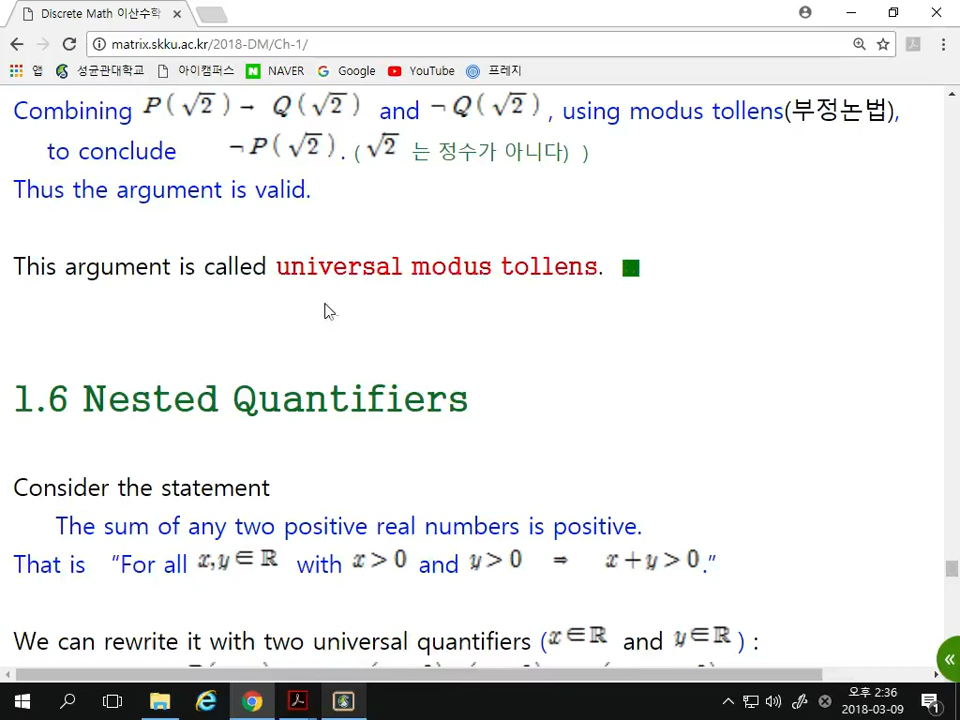 Discrete Math 이산수학
matrix.skku.ac.kr/2018-DM/Ch-1/
앱 성균관대학교 아이캠퍼스 NAVER Google YouTube 프레지
Combining P(√2) → Q(√2) and ¬Q(√2), using modus tollens(부정논법),
to conclude ¬P(√2). (√2 는 정수가 아니다) )
Thus the argument is valid.
This argument is called universal modus tollens. ■
1.6 Nested Quantifiers
Consider the statement
The sum of any two positive real numbers is positive.
That is “For all x,y∈ℝ with x>0 and y>0 ⇒ x+y>0.”
We can rewrite it with two universal quantifiers (x∈ℝ and y∈ℝ) :
오후 2:36
2018-03-09
1